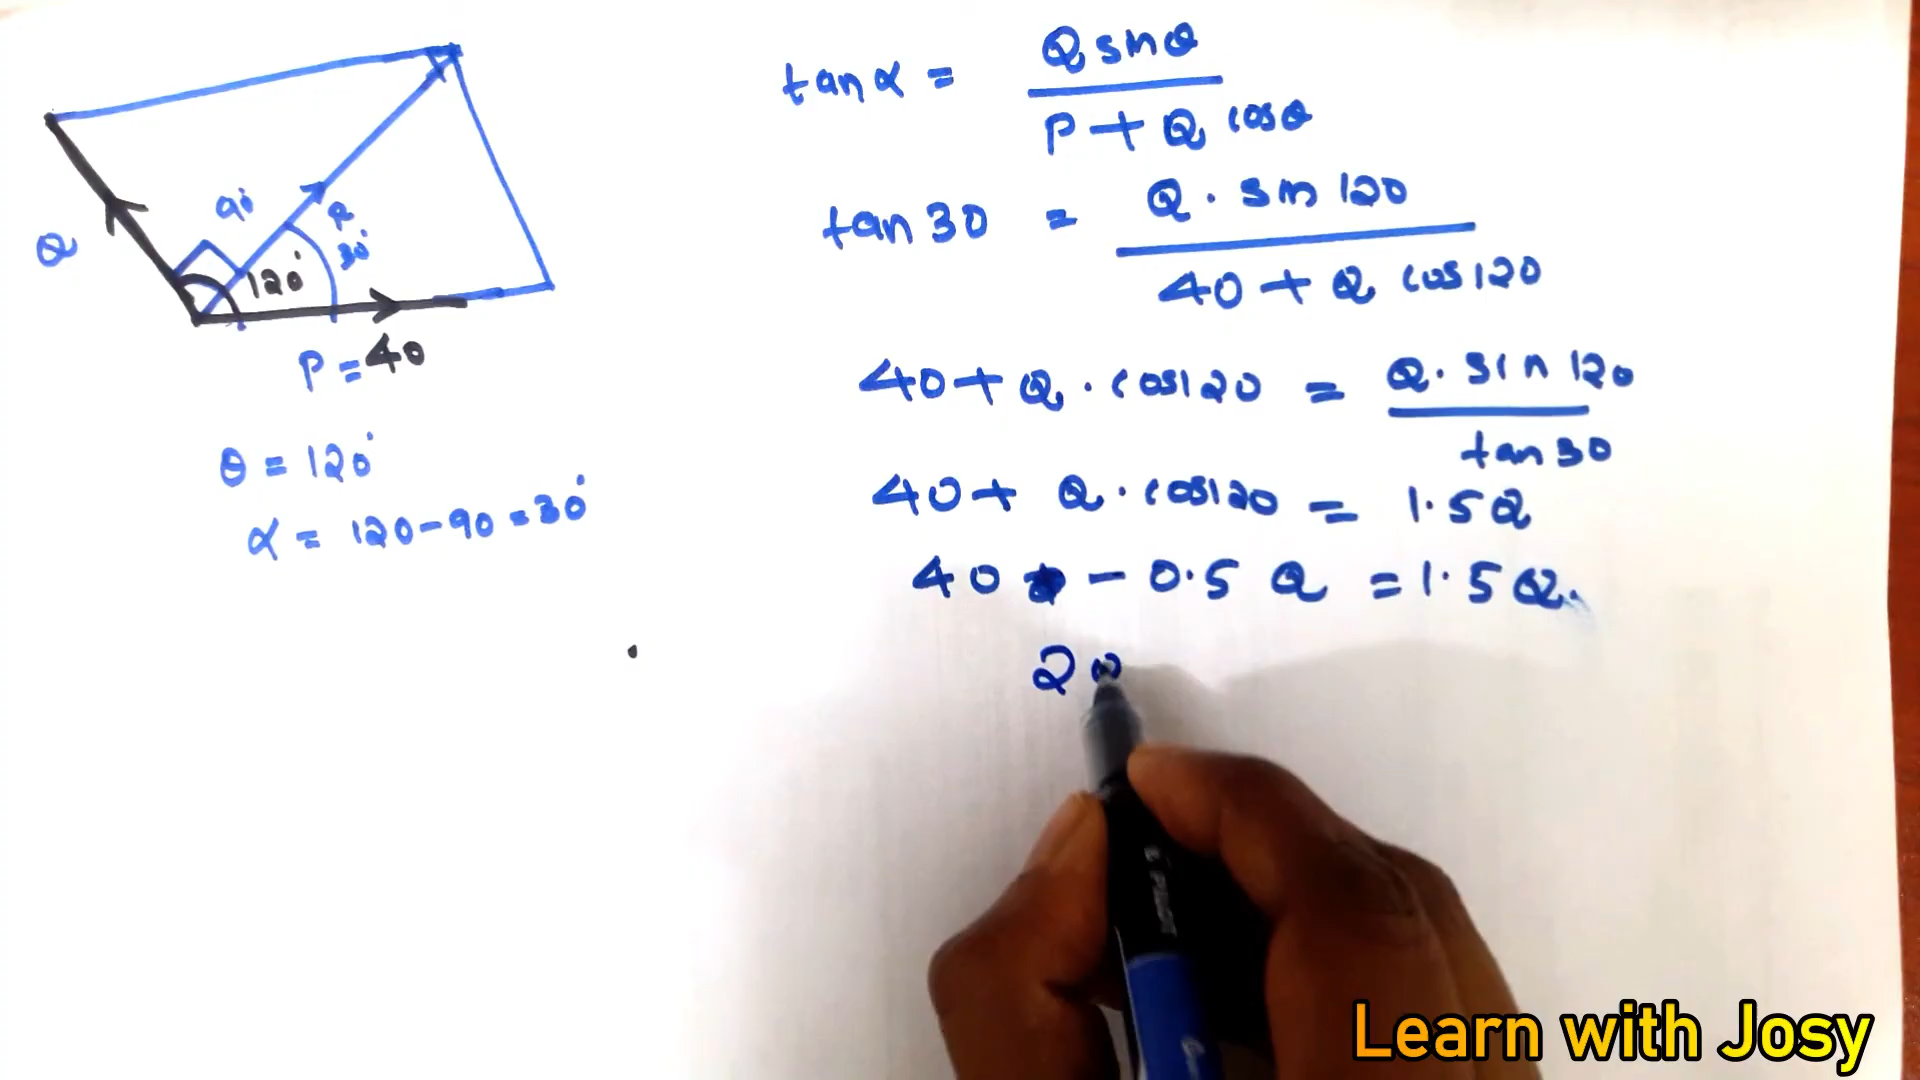 90°
Q
R
30°
120°
P = 40
θ = 120°
α = 120 - 90 = 30°
tan α = Q sin θ / P + Q cos θ
tan 30 = Q . sin 120 / 40 + Q cos 120
40 + Q . cos 120 = Q . sin 120 / tan 30
40 + Q . cos 120 = 1.5 Q
40 - 0.5 Q = 1.5 Q.
2
PILOT
Learn with Josy